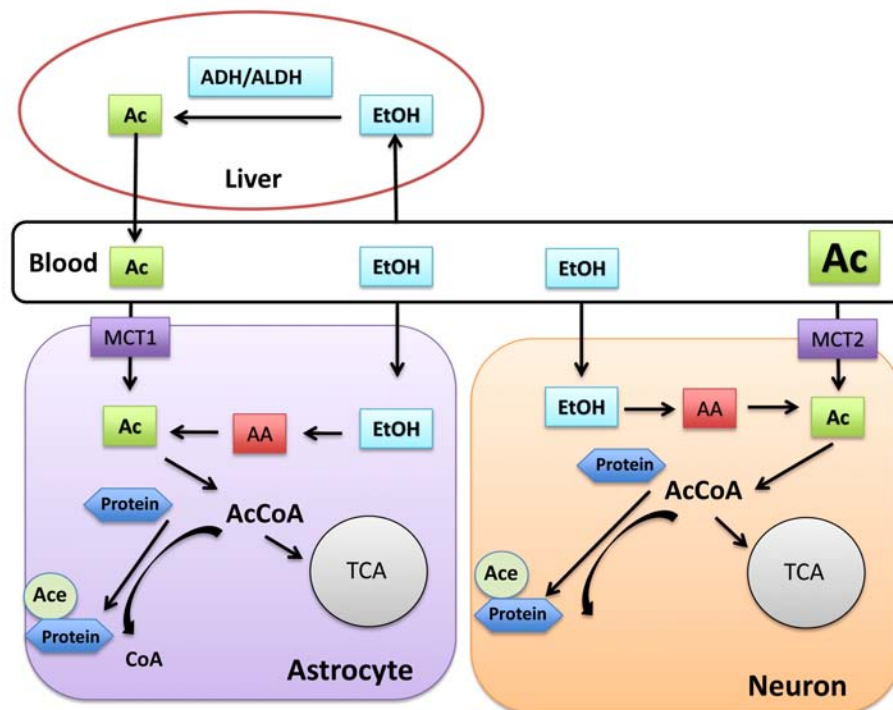 ADH/ALDH
Ac
EtOH
Liver
Blood
Ac
EtOH
EtOH
Ac
MCT1
MCT2
Ac
AA
EtOH
EtOH
AA
Ac
Protein
AcCoA
Protein
AcCoA
TCA
TCA
Ace
Protein
CoA
Ace
Protein
Astrocyte
Neuron